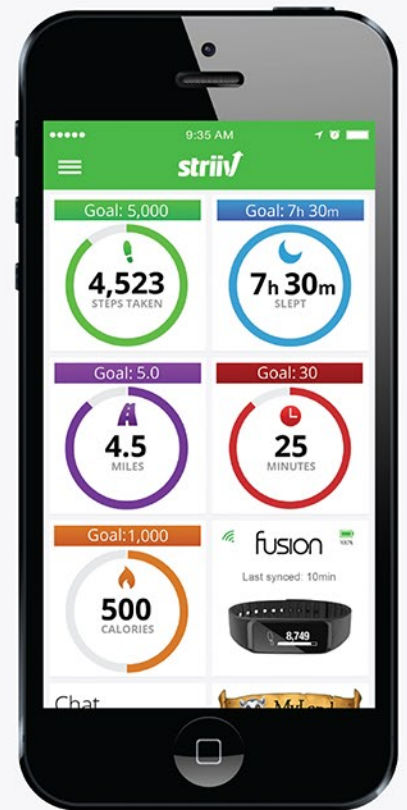 9:35 AM
striiv
Goal: 5,000
4,523
STEPS TAKEN
Goal: 7h 30m
7h 30m
SLEPT
Goal: 5.0
4.5
MILES
Goal: 30
25
MINUTES
Goal:1,000
500
CALORIES
fusion
100%
Last synced: 10min
8,749
Chat
MyLand